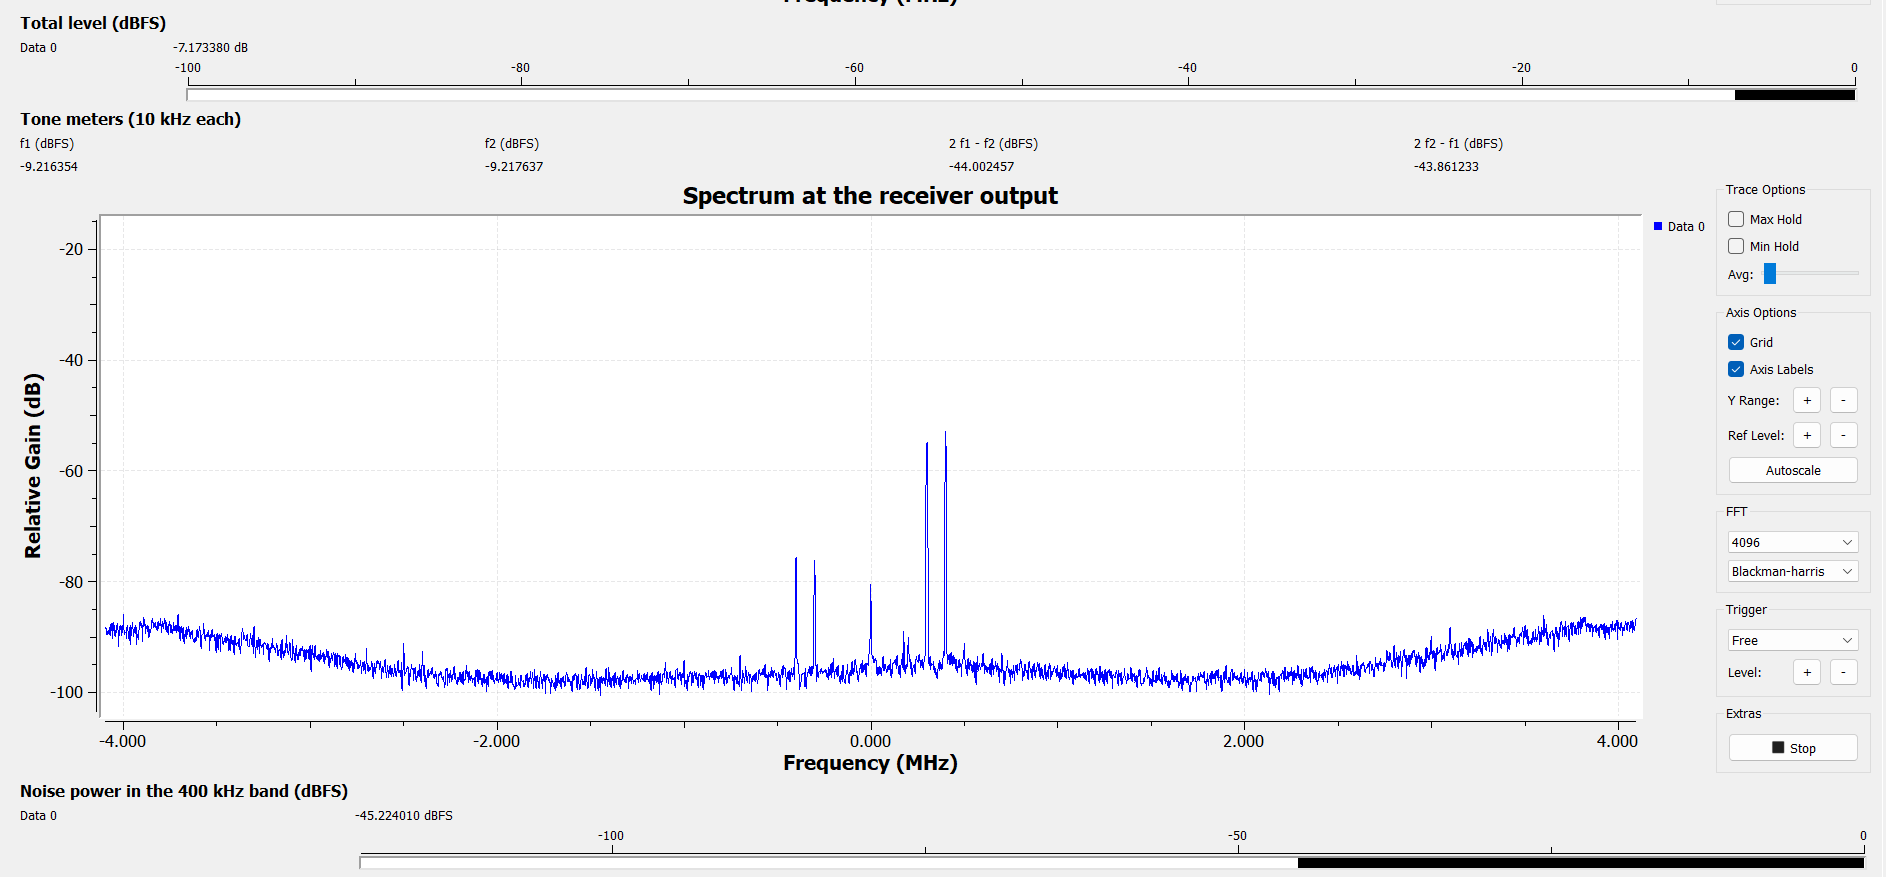 Frequency (MHz)
Total level (dBFS)
Data 0 -7.173380 dB
-100 -80 -60 -40 -20 0
Tone meters (10 kHz each)
f1 (dBFS) f2 (dBFS) 2 f1 - f2 (dBFS) 2 f2 - f1 (dBFS)
-9.216354 -9.217637 -44.002457 -43.861233
Spectrum at the receiver output
Relative Gain (dB)
-20
-40
-60
-80
-100
-4.000 -2.000 0.000 2.000 4.000
Frequency (MHz)
Data 0
Trace Options
Max Hold
Min Hold
Avg:
Axis Options
Grid
Axis Labels
Y Range: + -
Ref Level: + -
Autoscale
FFT
4096
Blackman-harris
Trigger
Free
Level: + -
Extras
Stop
Noise power in the 400 kHz band (dBFS)
Data 0 -45.224010 dBFS
-100 -50 0